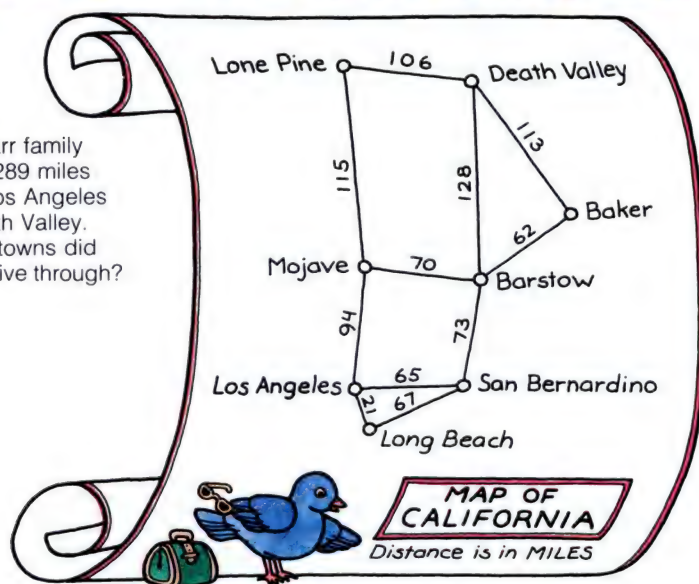 rr family
289 miles
os Angeles
h Valley.
towns did
ive through?
Lone Pine
106
Death Valley
115
128
113
Baker
62
Mojave
70
Barstow
94
73
Los Angeles
65
San Bernardino
21
67
Long Beach
MAP OF
CALIFORNIA
Distance is in MILES